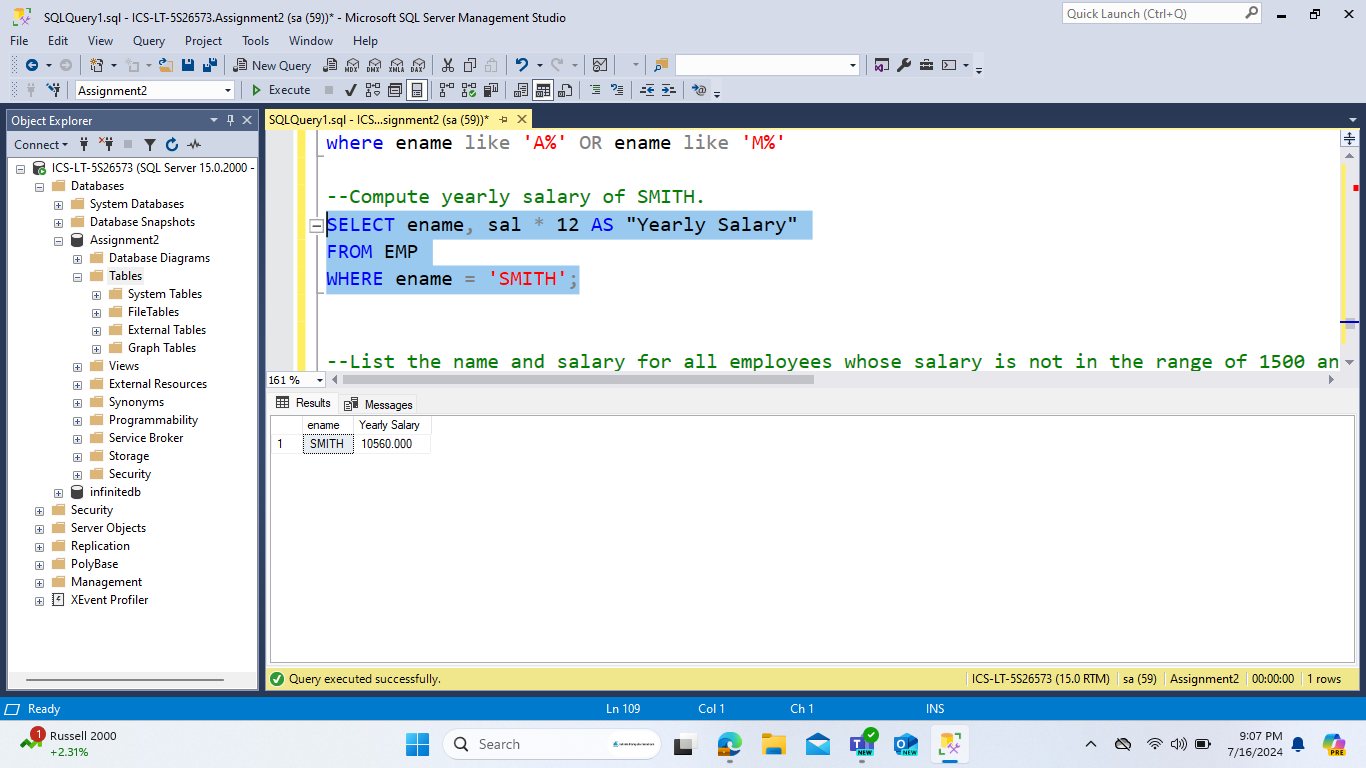 SQLQuery1.sql - ICS-LT-5S26573.Assignment2 (sa (59))* - Microsoft SQL Server Management Studio
Quick Launch (Ctrl+Q)
File Edit View Query Project Tools Window Help
New Query MDX DMX XMLA DAX
Assignment2 Execute
Object Explorer
Connect
ICS-LT-5S26573 (SQL Server 15.0.2000 -
Databases
System Databases
Database Snapshots
Assignment2
Database Diagrams
Tables
System Tables
FileTables
External Tables
Graph Tables
Views
External Resources
Synonyms
Programmability
Service Broker
Storage
Security
infinitedb
Security
Server Objects
Replication
PolyBase
Management
XEvent Profiler
SQLQuery1.sql - ICS...signment2 (sa (59))*
where ename like 'A%' OR ename like 'M%'
--Compute yearly salary of SMITH.
SELECT ename, sal * 12 AS "Yearly Salary"
FROM EMP
WHERE ename = 'SMITH';
--List the name and salary for all employees whose salary is not in the range of 1500 an
161 %
Results Messages
ename Yearly Salary
1 SMITH 10560.000
Query executed successfully.
ICS-LT-5S26573 (15.0 RTM) sa (59) Assignment2 00:00:00 1 rows
Ready Ln 109 Col 1 Ch 1 INS
1 Russell 2000
+2.31%
Search
NEW NEW
9:07 PM
7/16/2024
PRE